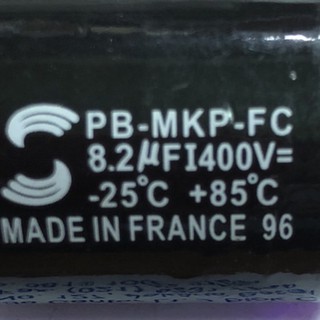 PB-MKP-FC
8.2µFI400V=
-25°C +85°C
MADE IN FRANCE 96